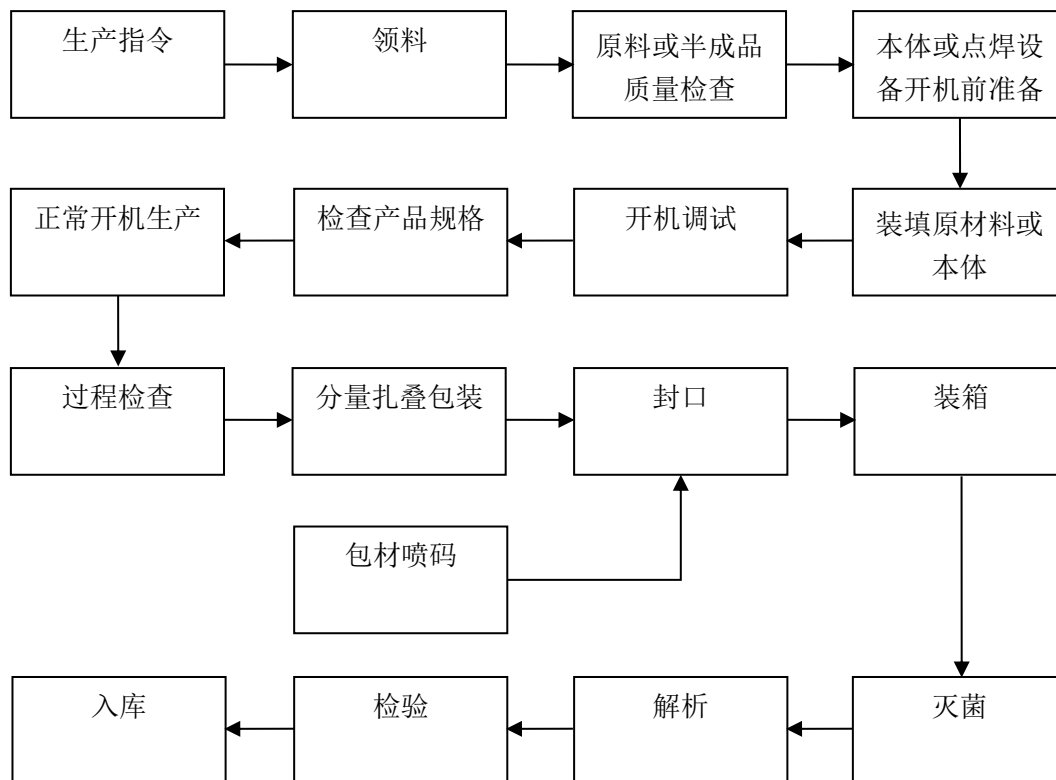 生产指令
领料
原料或半成品
质量检查
本体或点焊设
备开机前准备
正常开机生产
检查产品规格
开机调试
装填原材料或
本体
过程检查
分量扎叠包装
封口
装箱
包材喷码
入库
检验
解析
灭菌